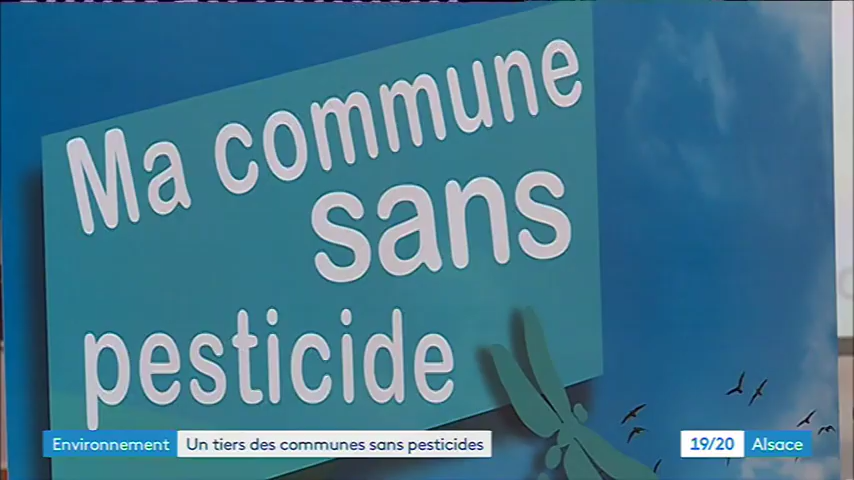 Ma commune
sans
pesticide
Environnement Un tiers des communes sans pesticides
19/20 Alsace